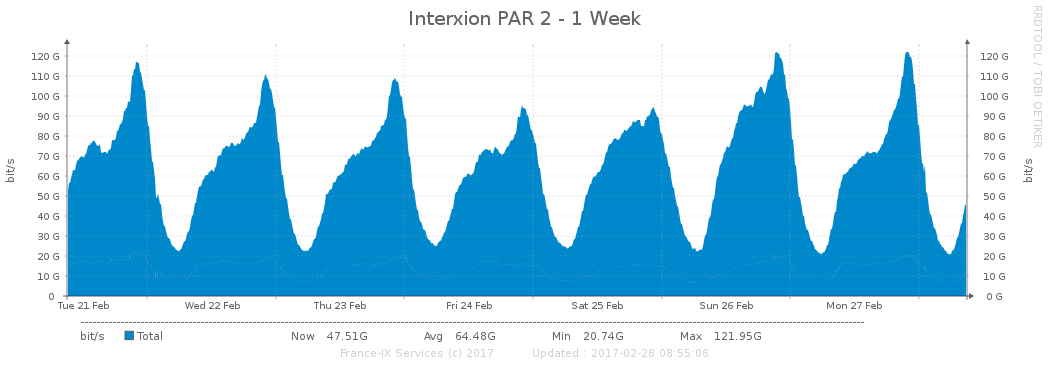 Interxion PAR 2 - 1 Week
RRDTOOL / TOBI OETIKER
bit/s
120 G
110 G
100 G
90 G
80 G
70 G
60 G
50 G
40 G
30 G
20 G
10 G
0
120 G
110 G
100 G
90 G
80 G
70 G
60 G
50 G
40 G
30 G
20 G
10 G
0 G
bit/s
Tue 21 Feb Wed 22 Feb Thu 23 Feb Fri 24 Feb Sat 25 Feb Sun 26 Feb Mon 27 Feb
bit/s Total Now 47.51G Avg 64.48G Min 20.74G Max 121.95G
France-IX Services (c) 2017 Updated : 2017-02-28 08:55:06